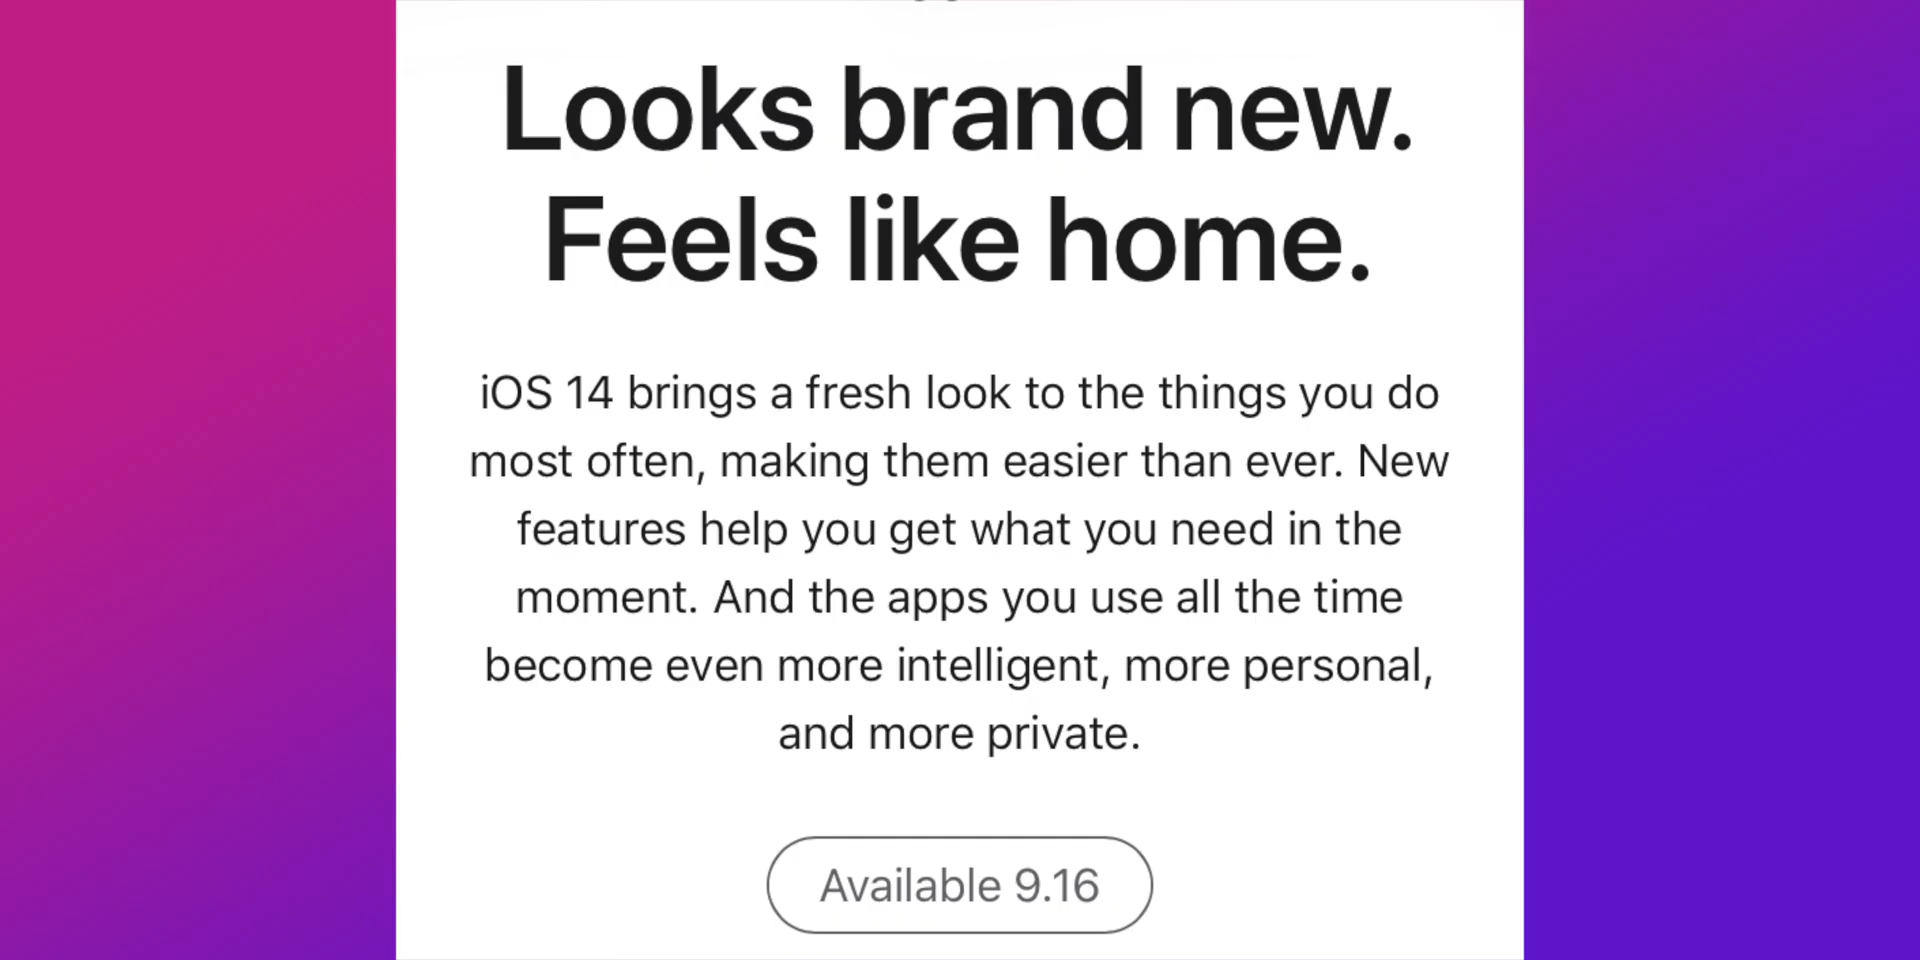 Looks brand new.
Feels like home.
iOS 14 brings a fresh look to the things you do
most often, making them easier than ever. New
features help you get what you need in the
moment. And the apps you use all the time
become even more intelligent, more personal,
and more private.
Available 9.16